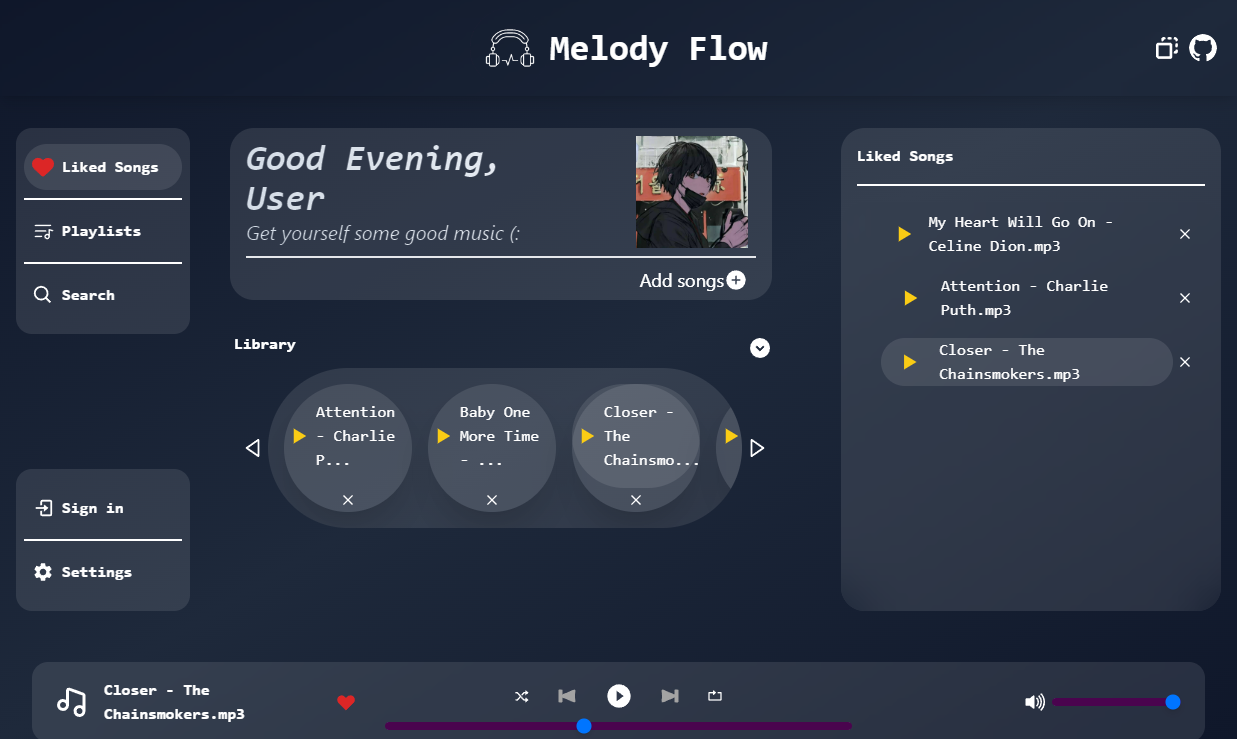 Melody Flow
Liked Songs
Playlists
Search
Sign in
Settings
Good Evening,
User
Get yourself some good music (:
Add songs
Library
Attention
- Charlie
P...
Baby One
More Time
- ...
Closer -
The
Chainsmo...
Liked Songs
My Heart Will Go On -
Celine Dion.mp3
Attention - Charlie
Puth.mp3
Closer - The
Chainsmokers.mp3
Closer - The
Chainsmokers.mp3